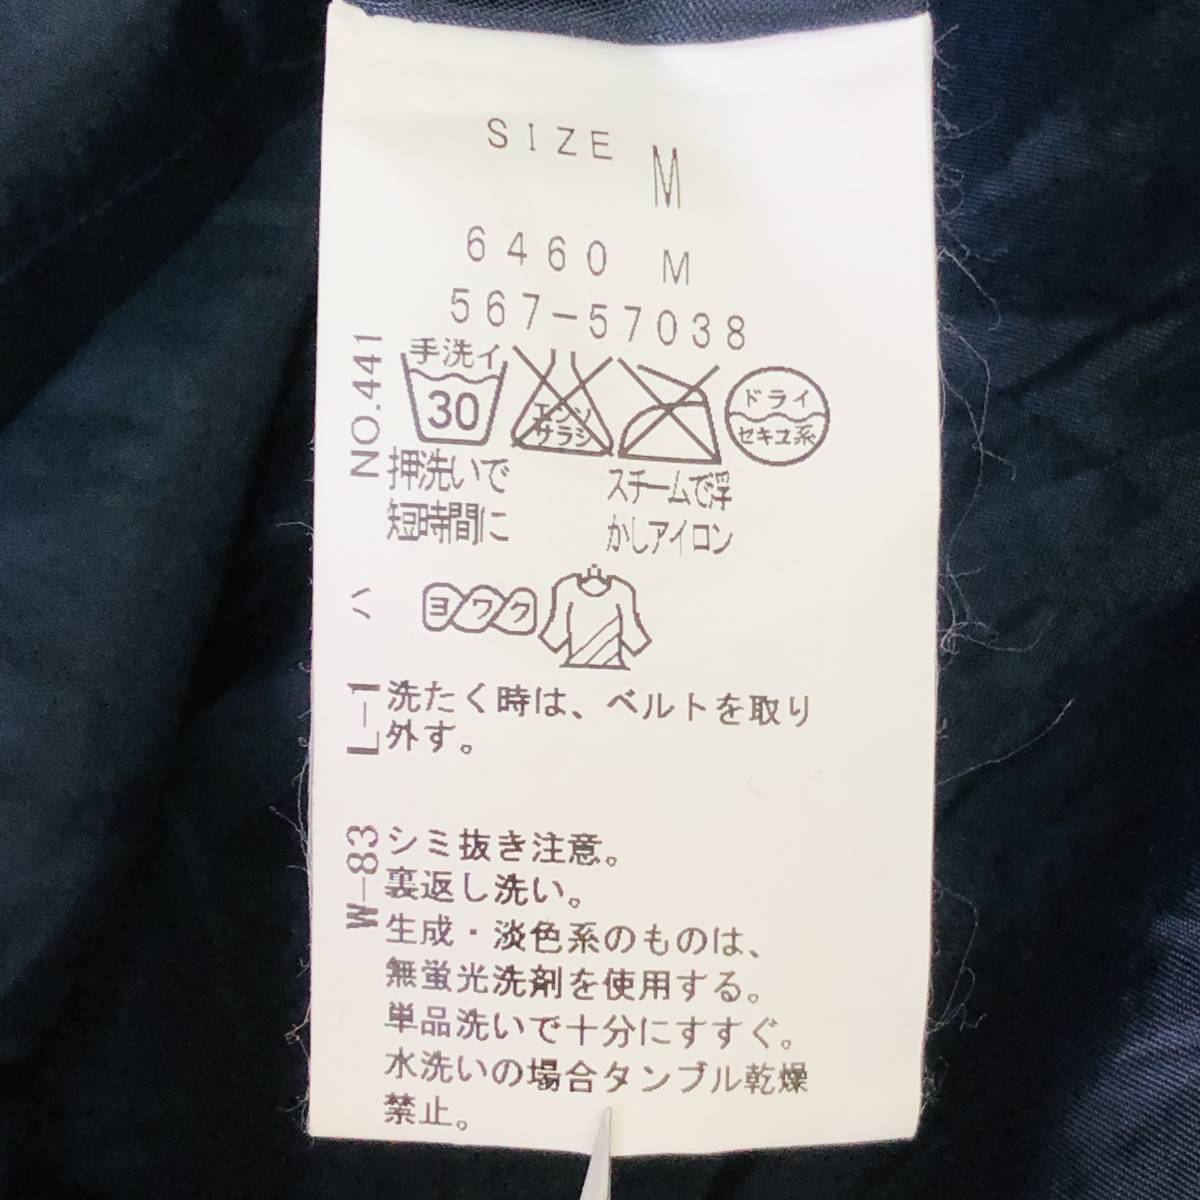 SIZE M
6460 M
567-57038
手洗イ
30
エンソ
サラシ
ドライ
セキユ系
押洗いで
短時間に
スチームで浮
かしアイロン
ヨワク
洗たく時は、ベルトを取り
外す。
シミ抜き注意。
裏返し洗い。
生成・淡色系のものは、
無蛍光洗剤を使用する。
単品洗いで十分にすすぐ。
水洗いの場合タンブル乾燥
禁止。
NO.441
ハ
L-1
W-83